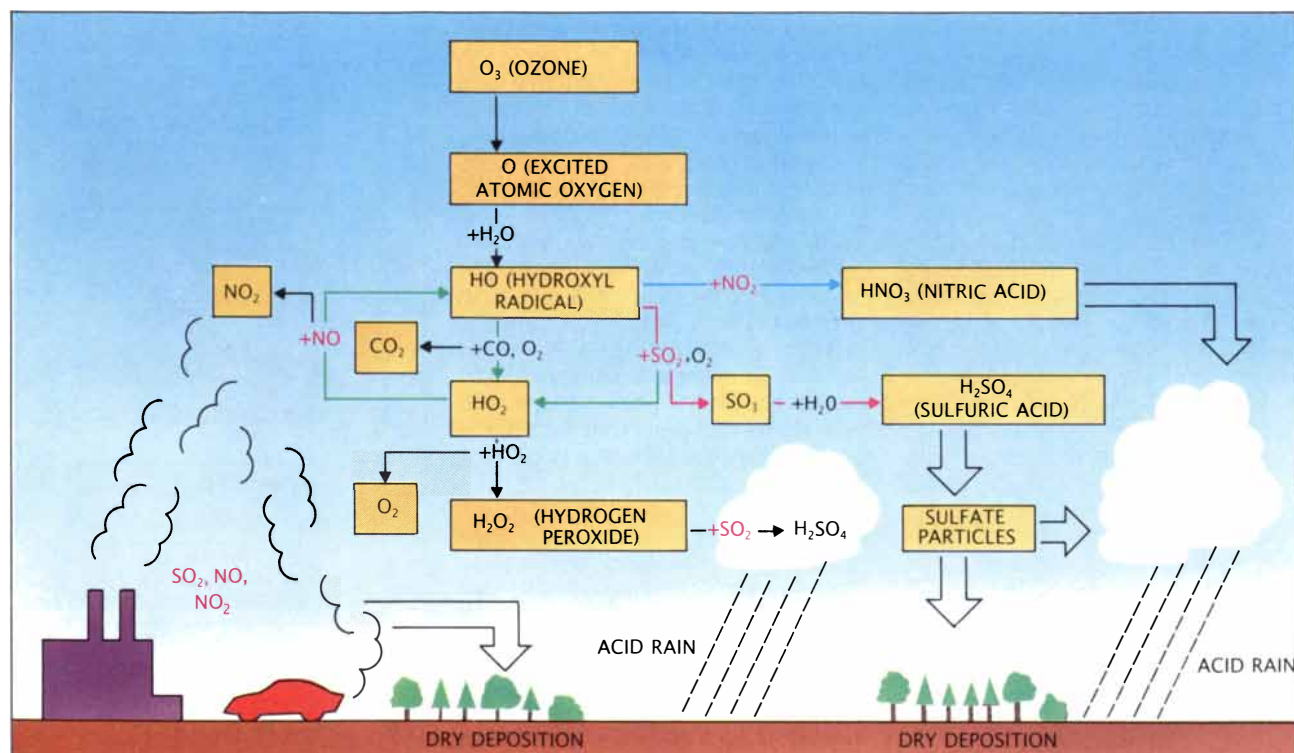 O₃ (OZONE)
O (EXCITED
ATOMIC OXYGEN)
+H₂O
HO (HYDROXYL
RADICAL)
+NO₂
HNO₃ (NITRIC ACID)
NO₂
+NO
CO₂
+CO, O₂
+SO₂,O₂
HO₂
SO₃
+H₂O
H₂SO₄
(SULFURIC ACID)
+HO₂
O₂
H₂O₂ (HYDROGEN
PEROXIDE)
+SO₂
H₂SO₄
SULFATE
PARTICLES
SO₂, NO,
NO₂
ACID RAIN
ACID RAIN
DRY DEPOSITION
DRY DEPOSITION